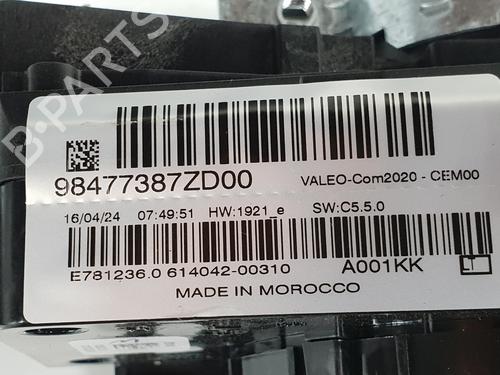 B-PARTS
98477387ZD00 VALEO-Com2020 - CEM00
16/04/24 07:49:51 HW:1921_e SW:C5.5.0
E781236.0 614042-00310 A001KK
MADE IN MOROCCO